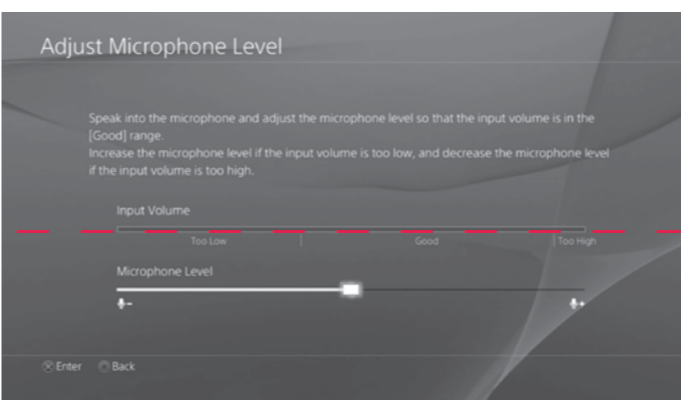 Adjust Microphone Level
Speak into the microphone and adjust the microphone level so that the input volume is in the
[Good] range.
Increase the microphone level if the input volume is too low, and decrease the microphone level
if the input volume is too high.
Input Volume
Too Low Good Too High
Microphone Level
Enter Back